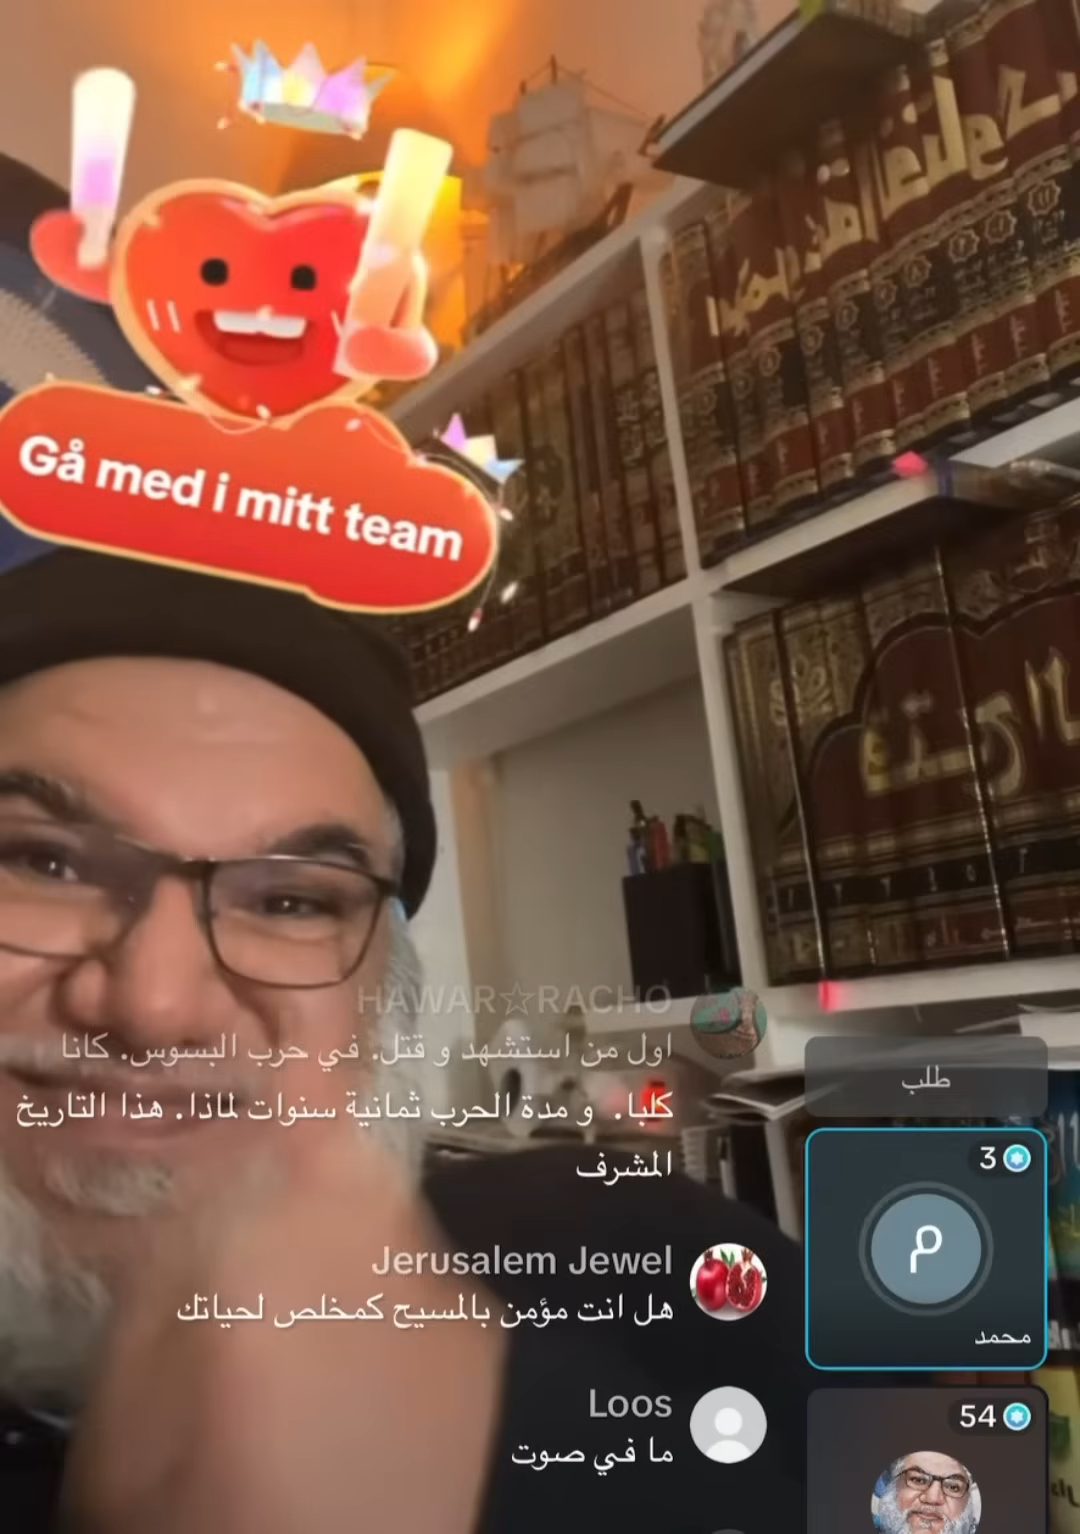 Gå med i mitt team
HAWAR☆RACHO
اول من استشهد و قتل. في حرب البسوس. كانا
كلبا. و مدة الحرب ثمانية سنوات لماذا. هذا التاريخ
المشرف
طلب
3
م
محمد
Jerusalem Jewel
هل انت مؤمن بالمسيح كمخلص لحياتك
Loos
ما في صوت
54